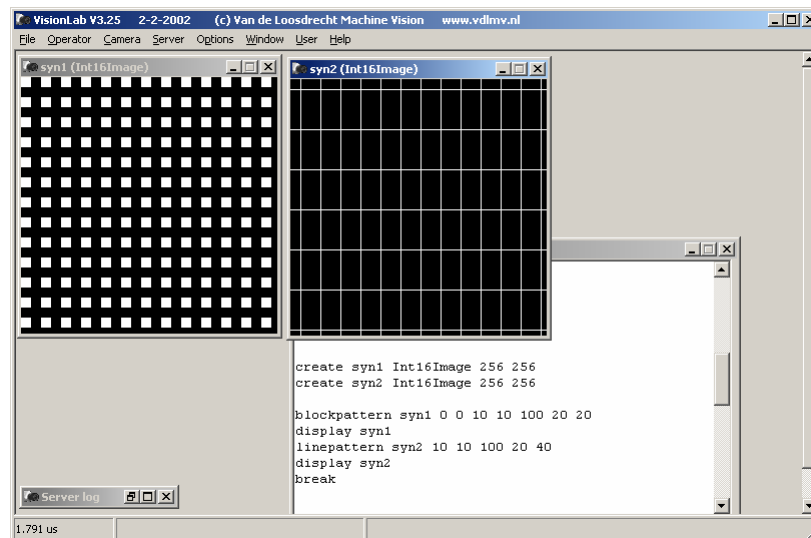 VisionLab V3.25 2-2-2002 (c) Van de Loosdrecht Machine Vision www.vdlmv.nl
File Operator Camera Server Options Window User Help
syn1 (Int16Image)
syn2 (Int16Image)
create syn1 Int16Image 256 256
create syn2 Int16Image 256 256
blockpattern syn1 0 0 10 10 100 20 20
display syn1
linepattern syn2 10 10 100 20 40
display syn2
break
Server log
1.791 us